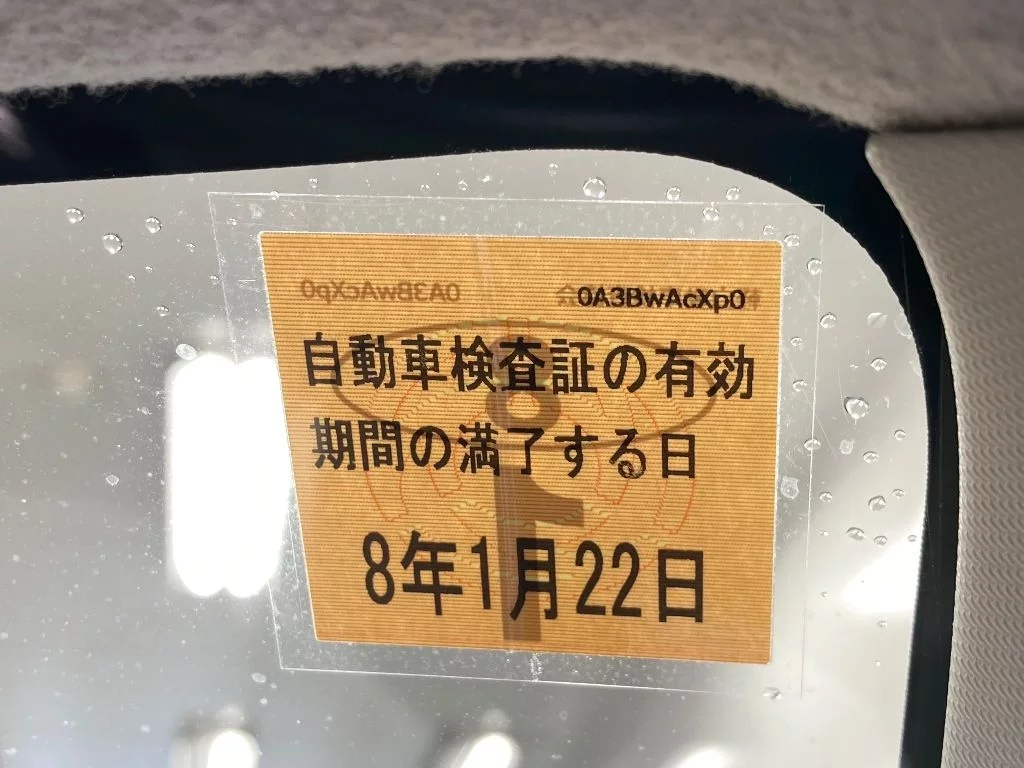 0A3BwAcXp0
自動車検査証の有効
期間の満了する日
8年1月22日